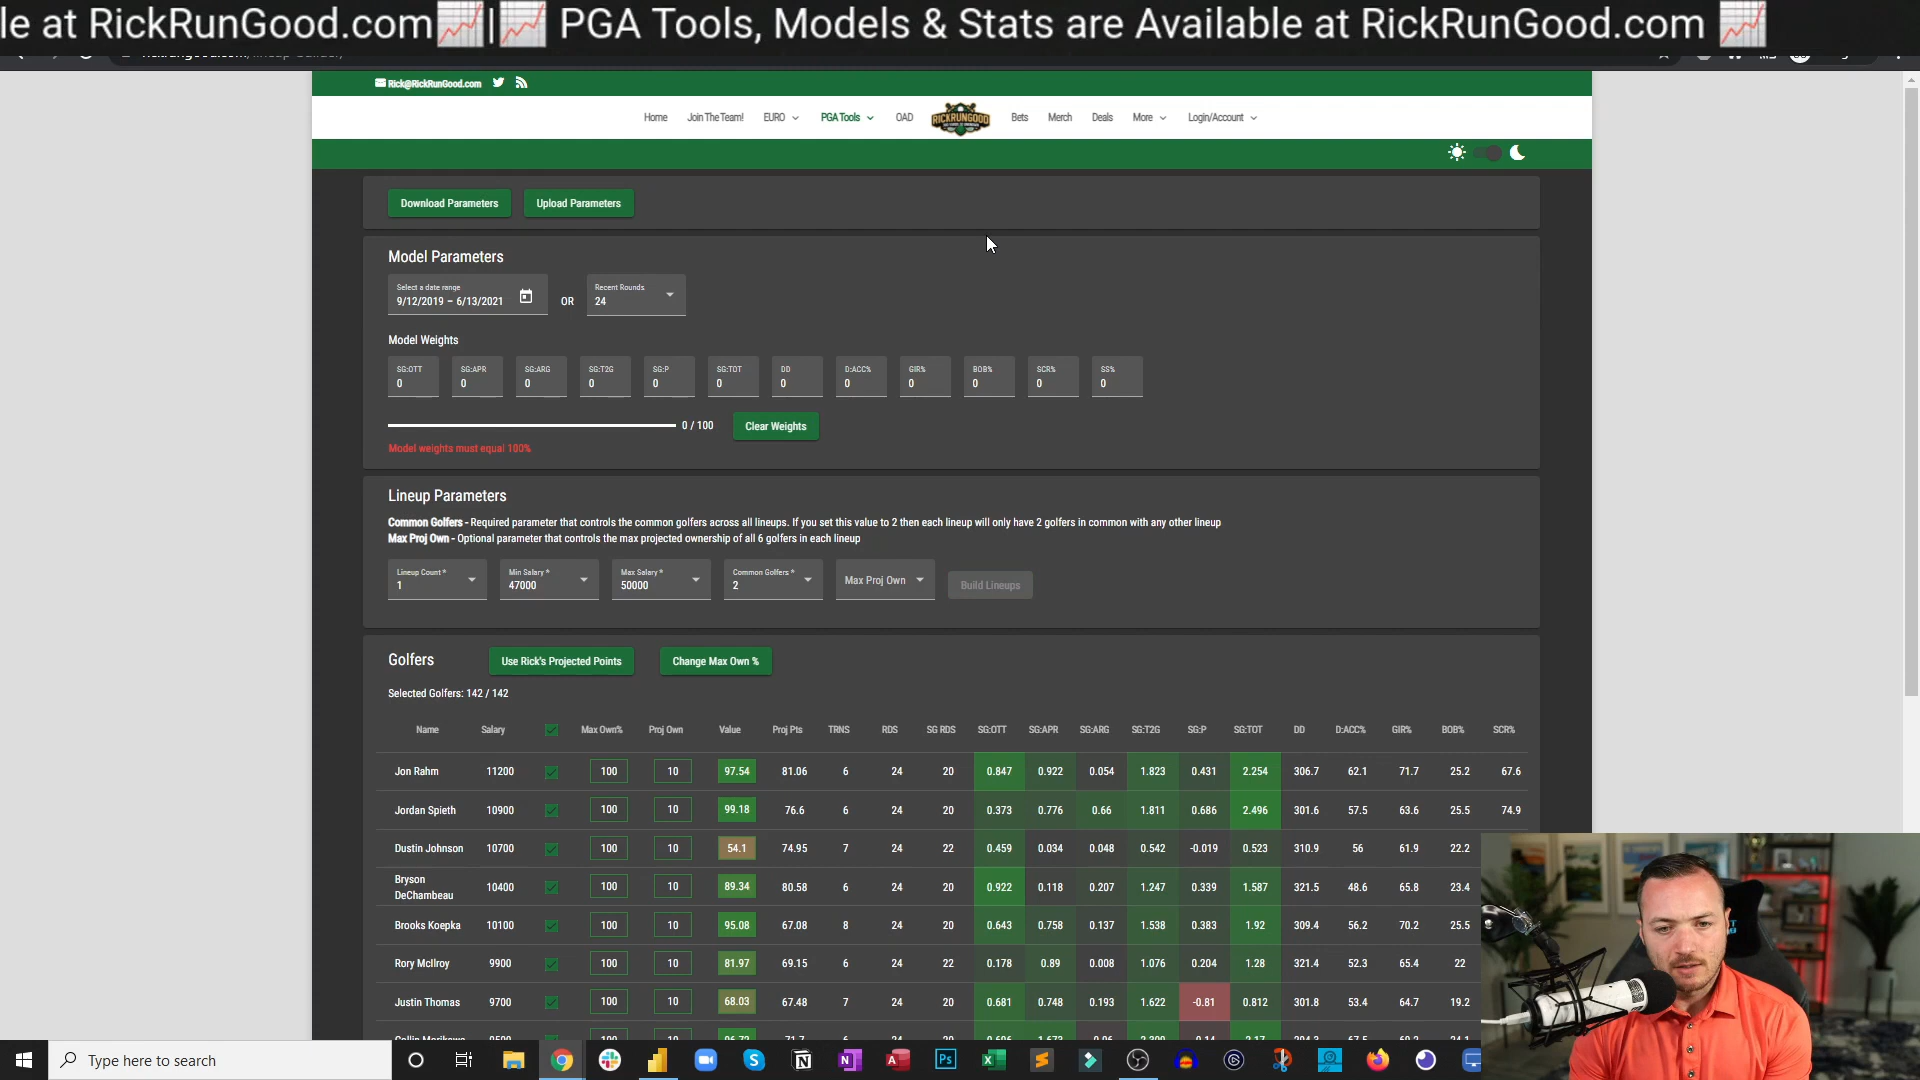 le at RickRunGood.com | PGA Tools, Models & Stats are Available at RickRunGood.com
Rick@RickRunGood.com
Home Join The Team! EURO PGA Tools OAD RICKRUNGOOD Bets Merch Deals More Login/Account
Download Parameters Upload Parameters
Model Parameters
Select a date range
9/12/2019 – 6/13/2021
OR
Recent Rounds
24
Model Weights
SG:OTT SG:APR SG:ARG SG:T2G SG:P SG:TOT DD D:ACC% GIR% BOB% SCR% SS%
0 0 0 0 0 0 0 0 0 0 0 0
0 / 100 Clear Weights
Model weights must equal 100%
Lineup Parameters
Common Golfers - Required parameter that controls the common golfers across all lineups. If you set this value to 2 then each lineup will only have 2 golfers in common with any other lineup
Max Proj Own - Optional parameter that controls the max projected ownership of all 6 golfers in each lineup
Lineup Count * Min Salary * Max Salary * Common Golfers * Max Proj Own Build Lineups
1 47000 50000 2
Golfers Use Rick's Projected Points Change Max Own %
Selected Golfers: 142 / 142
Name Salary Max Own% Proj Own Value Proj Pts TRNS RDS SG RDS SG:OTT SG:APR SG:ARG SG:T2G SG:P SG:TOT DD D:ACC% GIR% BOB% SCR%
Jon Rahm 11200 100 10 97.54 81.06 6 24 20 0.847 0.922 0.054 1.823 0.431 2.254 306.7 62.1 71.7 25.2 67.6
Jordan Spieth 10900 100 10 99.18 76.6 6 24 20 0.373 0.776 0.66 1.811 0.686 2.496 301.6 57.5 63.6 25.5 74.9
Dustin Johnson 10700 100 10 54.1 74.95 7 24 22 0.459 0.034 0.048 0.542 -0.019 0.523 310.9 56 61.9 22.2
Bryson DeChambeau 10400 100 10 89.34 80.58 6 24 20 0.922 0.118 0.207 1.247 0.339 1.587 321.5 48.6 65.8 23.4
Brooks Koepka 10100 100 10 95.08 67.08 8 24 20 0.643 0.758 0.137 1.538 0.383 1.92 309.4 56.2 70.2 25.5
Rory McIlroy 9900 100 10 81.97 69.15 6 24 22 0.178 0.89 0.008 1.076 0.204 1.28 321.4 52.3 65.4 22
Justin Thomas 9700 100 10 68.03 67.48 7 24 20 0.681 0.748 0.193 1.622 -0.81 0.812 301.8 53.4 64.7 19.2
Type here to search